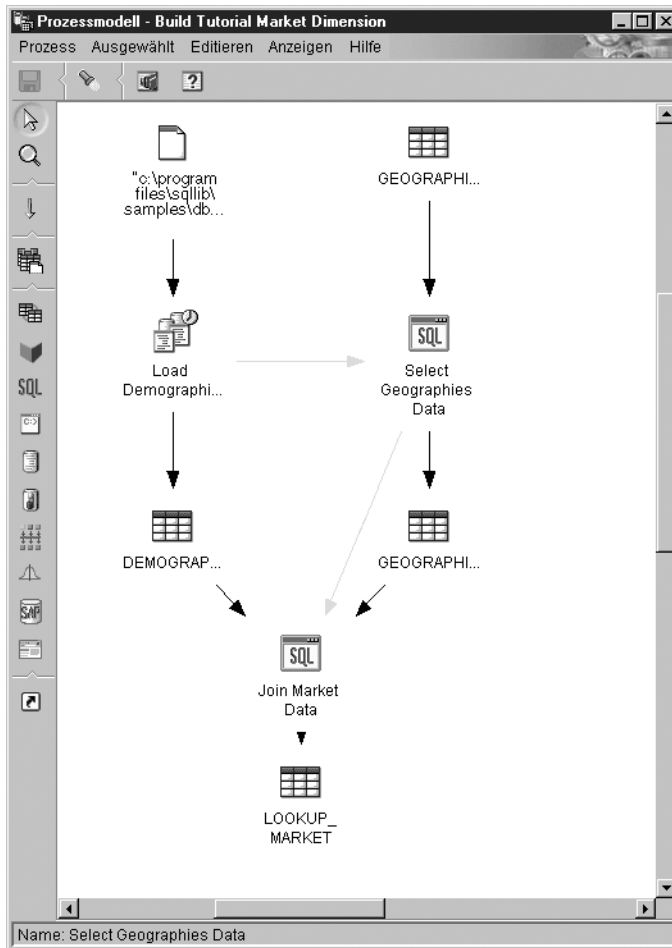 Prozessmodell - Build Tutorial Market Dimension
Prozess Ausgewählt Editieren Anzeigen Hilfe
"c:\program
files\sqllib\
samples\db...
GEOGRAPHI...
SQL
Load
Demographi...
Select
Geographies
Data
SQL
DEMOGRAP...
GEOGRAPHI...
SAP
SQL
Join Market
Data
LOOKUP_
MARKET
Name: Select Geographies Data